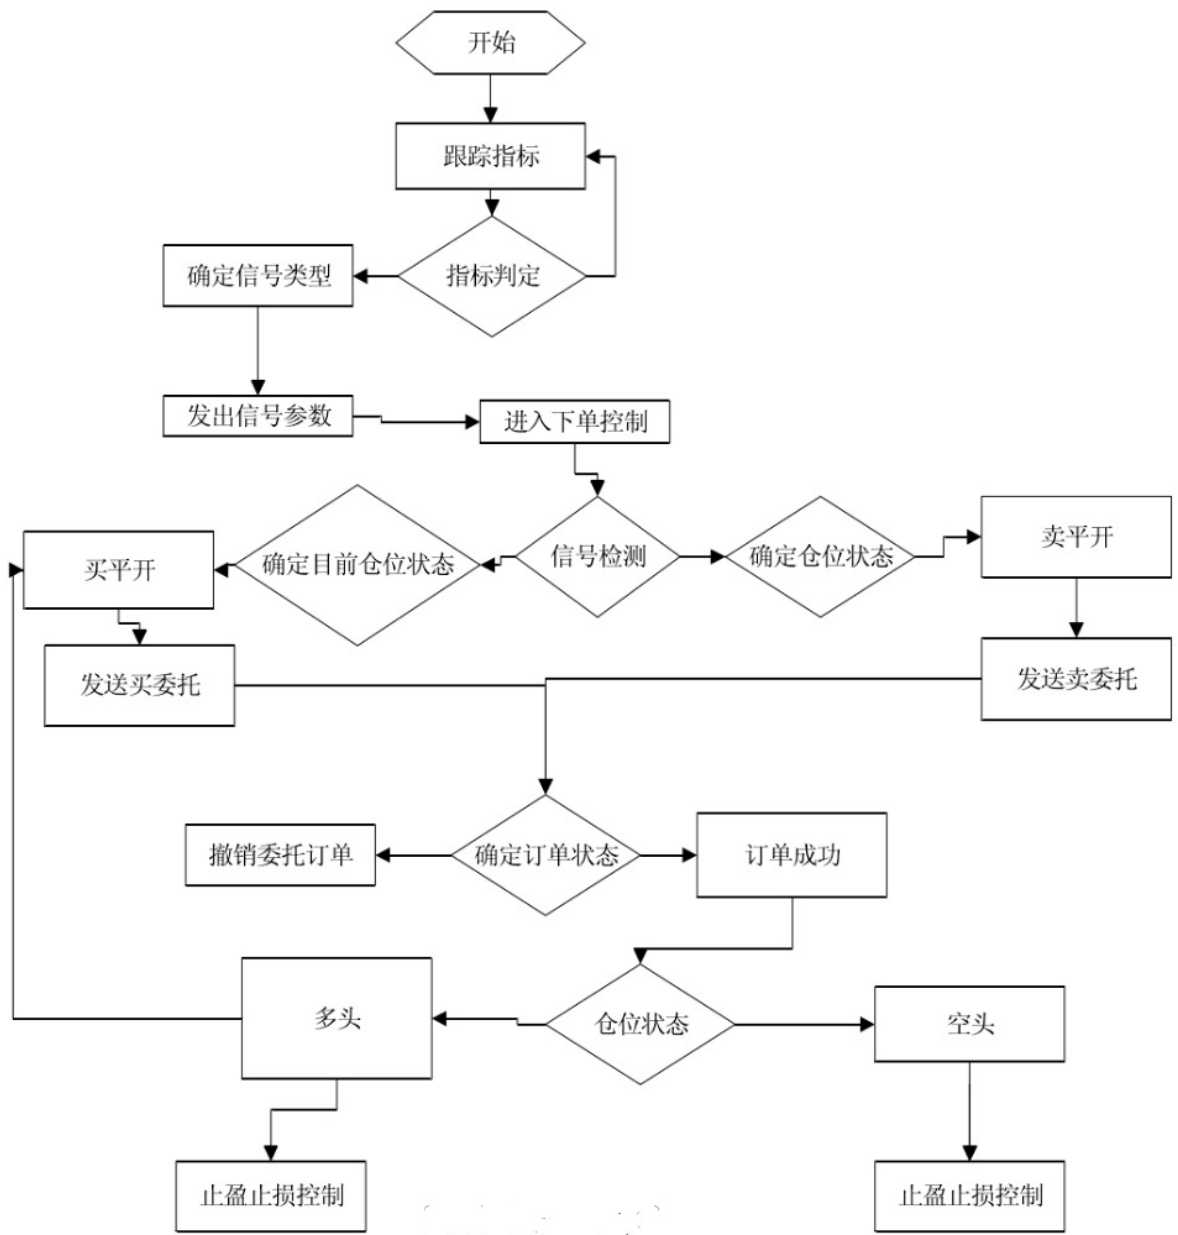 开始
跟踪指标
指标判定
确定信号类型
发出信号参数
进入下单控制
买平开
确定目前仓位状态
信号检测
确定仓位状态
卖平开
发送买委托
发送卖委托
撤销委托订单
确定订单状态
订单成功
多头
仓位状态
空头
止盈止损控制
止盈止损控制